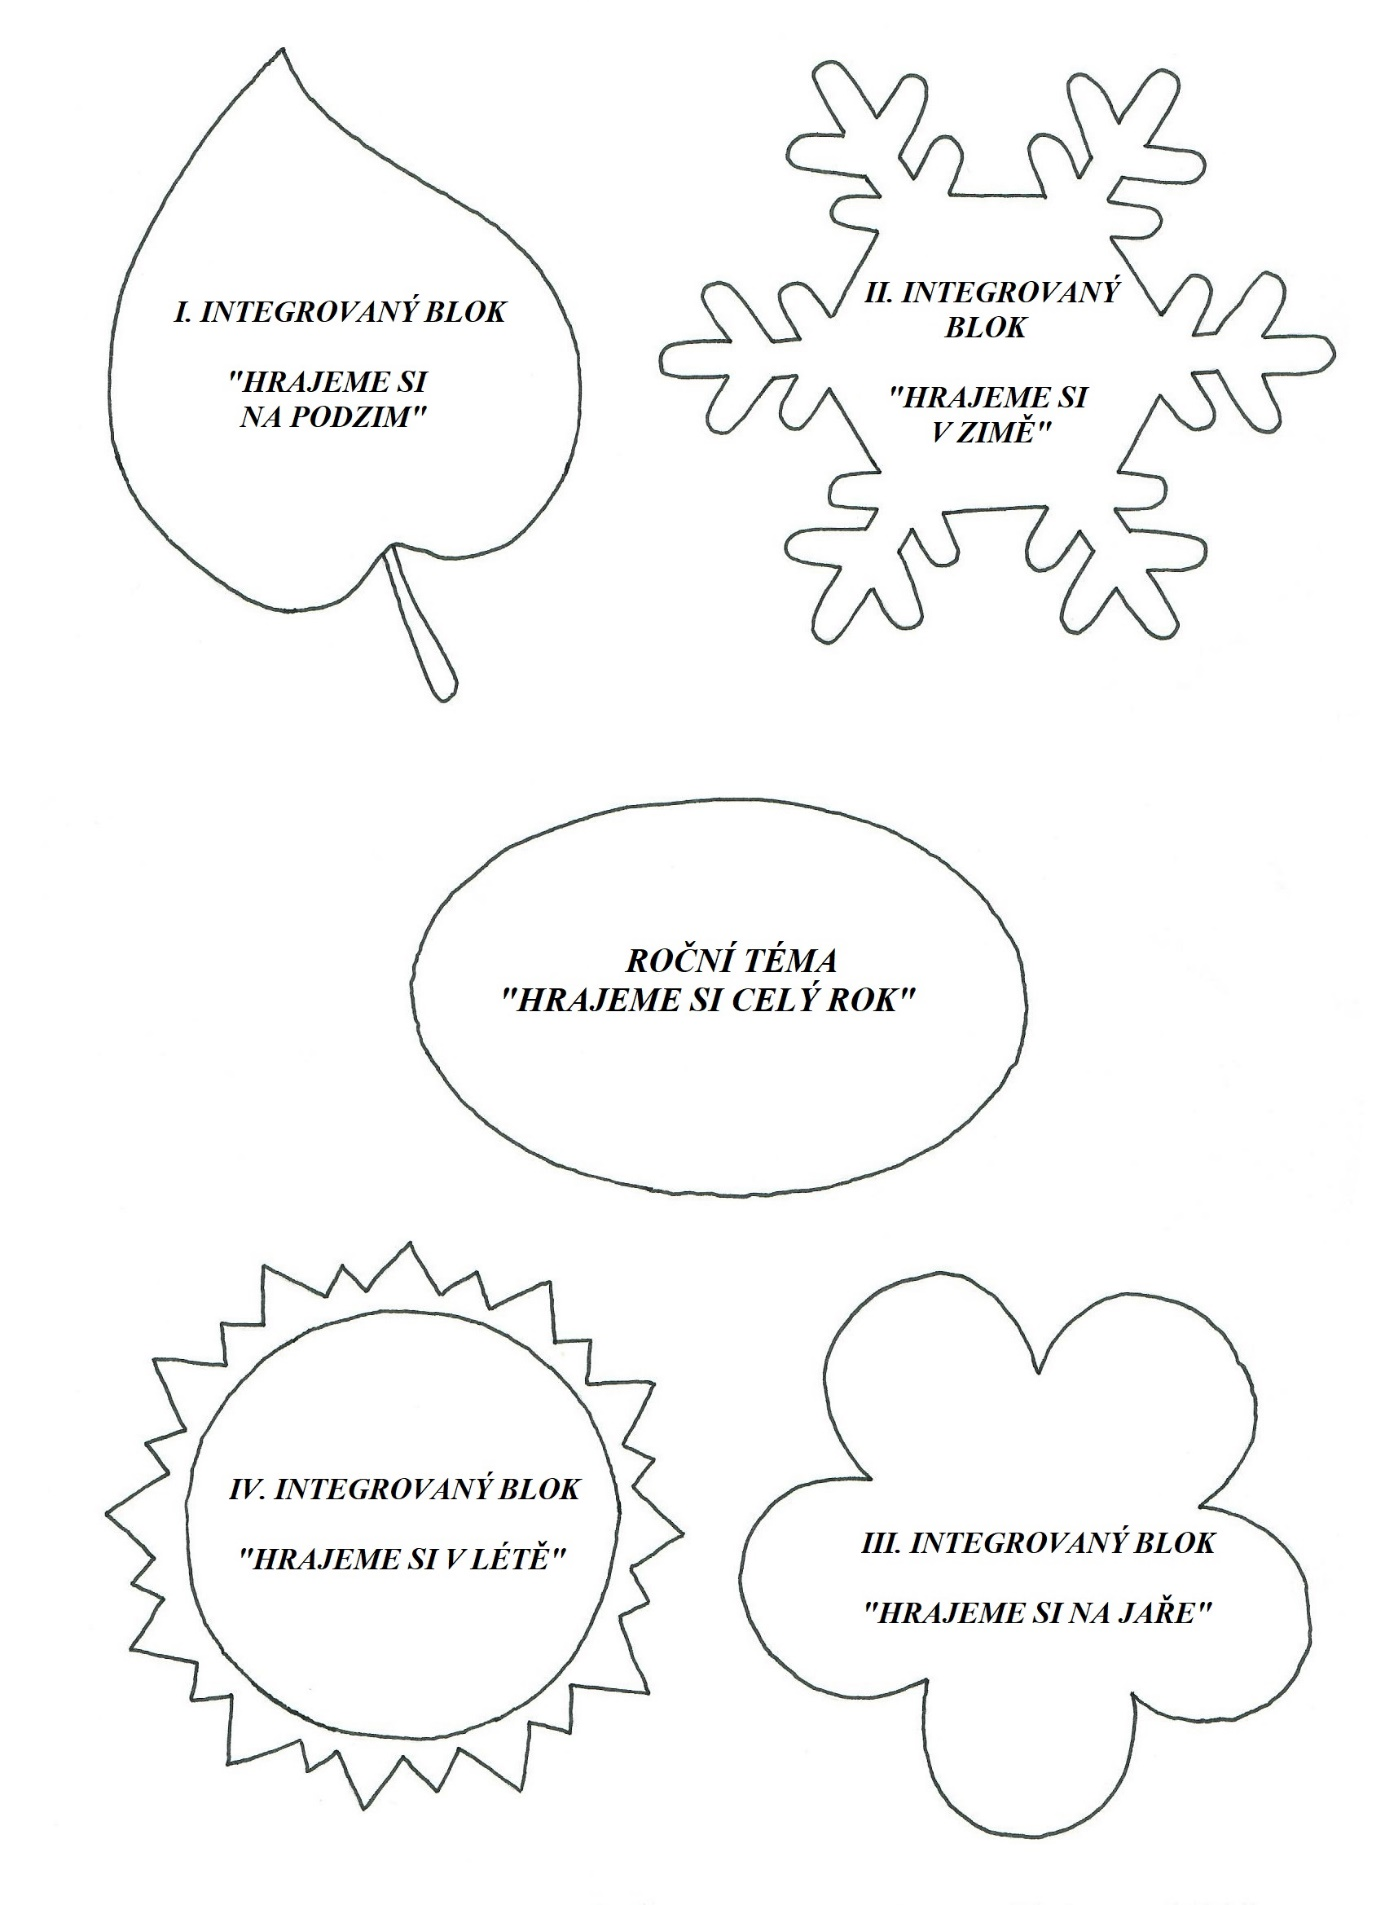 I. INTEGROVANÝ BLOK
"HRAJEME SI
NA PODZIM"
II. INTEGROVANÝ
BLOK
"HRAJEME SI
V ZIMĚ"
ROČNÍ TÉMA
"HRAJEME SI CELÝ ROK"
IV. INTEGROVANÝ BLOK
"HRAJEME SI V LÉTĚ"
III. INTEGROVANÝ BLOK
"HRAJEME SI NA JAŘE"